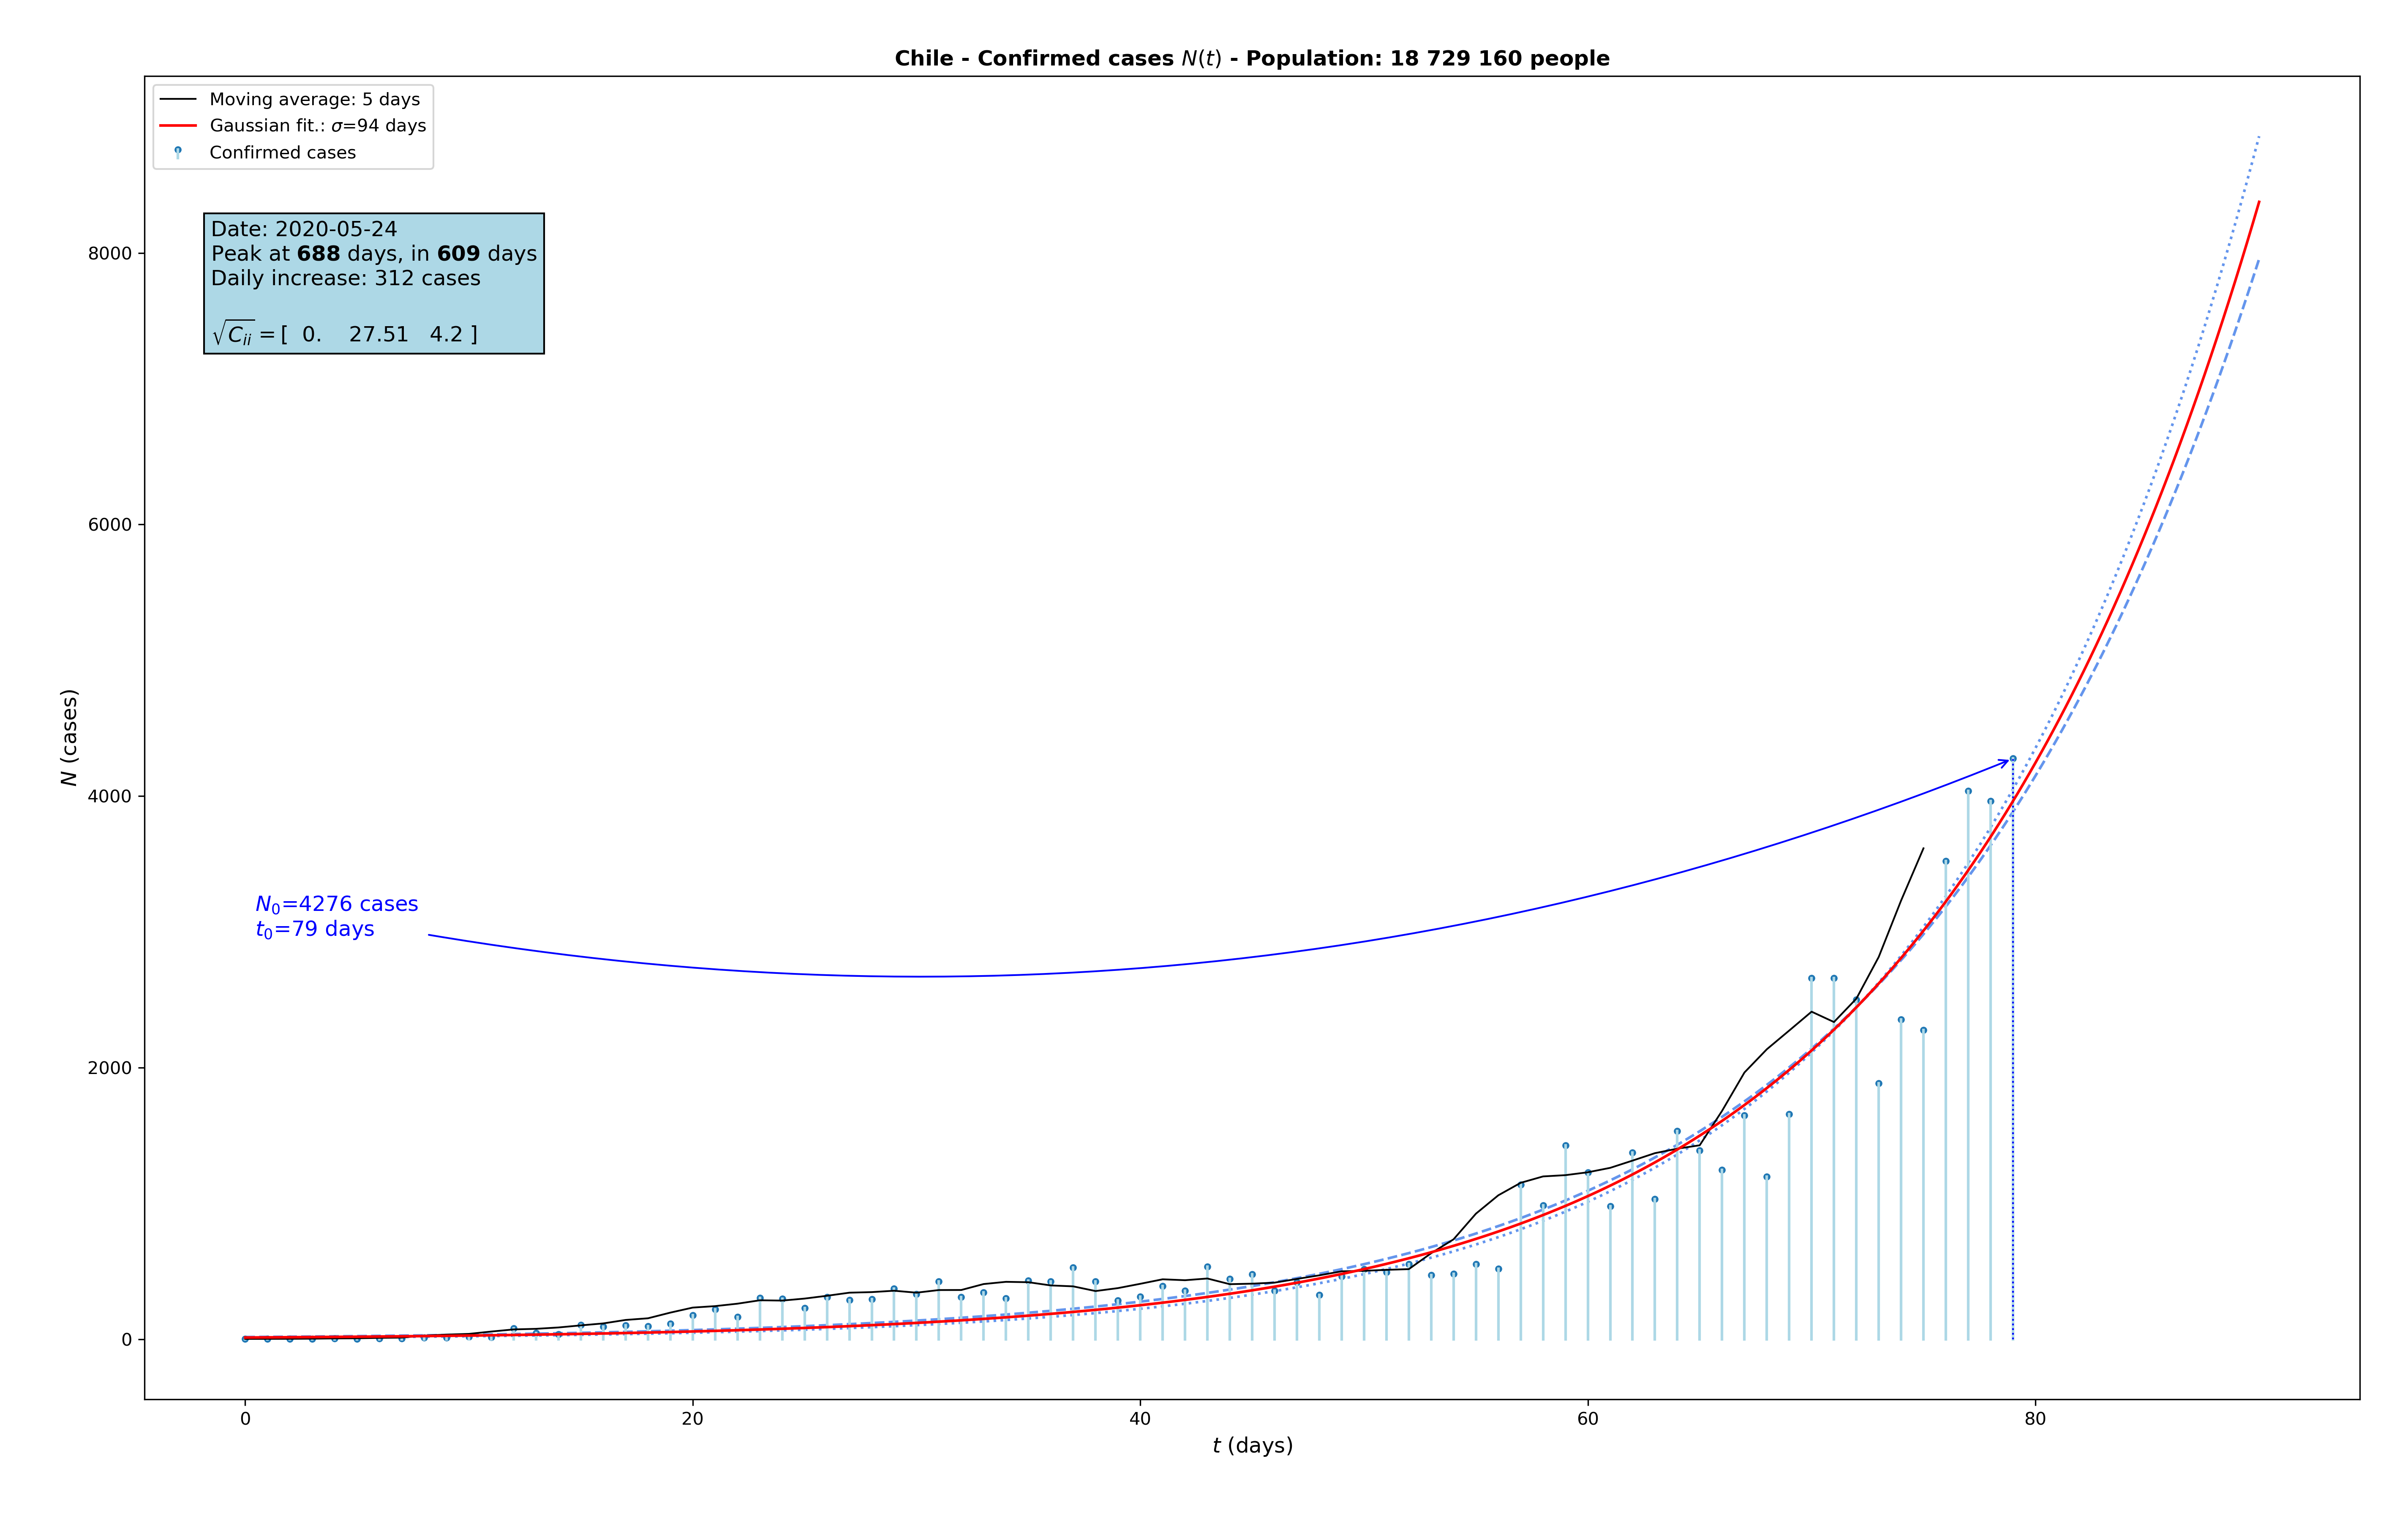 Chile - Confirmed cases N(t) - Population: 18 729 160 people
Moving average: 5 days
Gaussian fit.: σ=94 days
Confirmed cases
Date: 2020-05-24
Peak at 688 days, in 609 days
Daily increase: 312 cases
√Cᵢᵢ = [ 0. 27.51 4.2 ]
8000
6000
4000
2000
0
N (cases)
N₀=4276 cases
t₀=79 days
0 20 40 60 80
t (days)